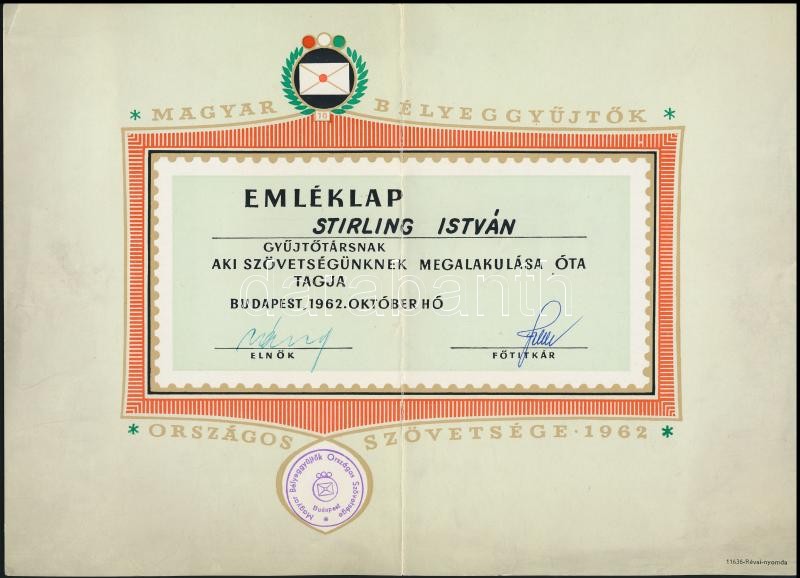 * MAGYAR BÉLYEGGYŰJTŐK *
10
EMLÉKLAP
STIRLING ISTVÁN
GYŰJTŐTÁRSNAK
AKI SZÖVETSÉGÜNKNEK MEGALAKULÁSA ÓTA
TAGJA
darabanth
BUDAPEST, 1962. OKTÓBER HÓ
ELNÖK
FŐTITKÁR
* ORSZÁGOS SZÖVETSÉGE · 1962 *
Magyar Bélyeggyűjtők Országos Szövetsége
Budapest
*
11636-Révai-nyomda